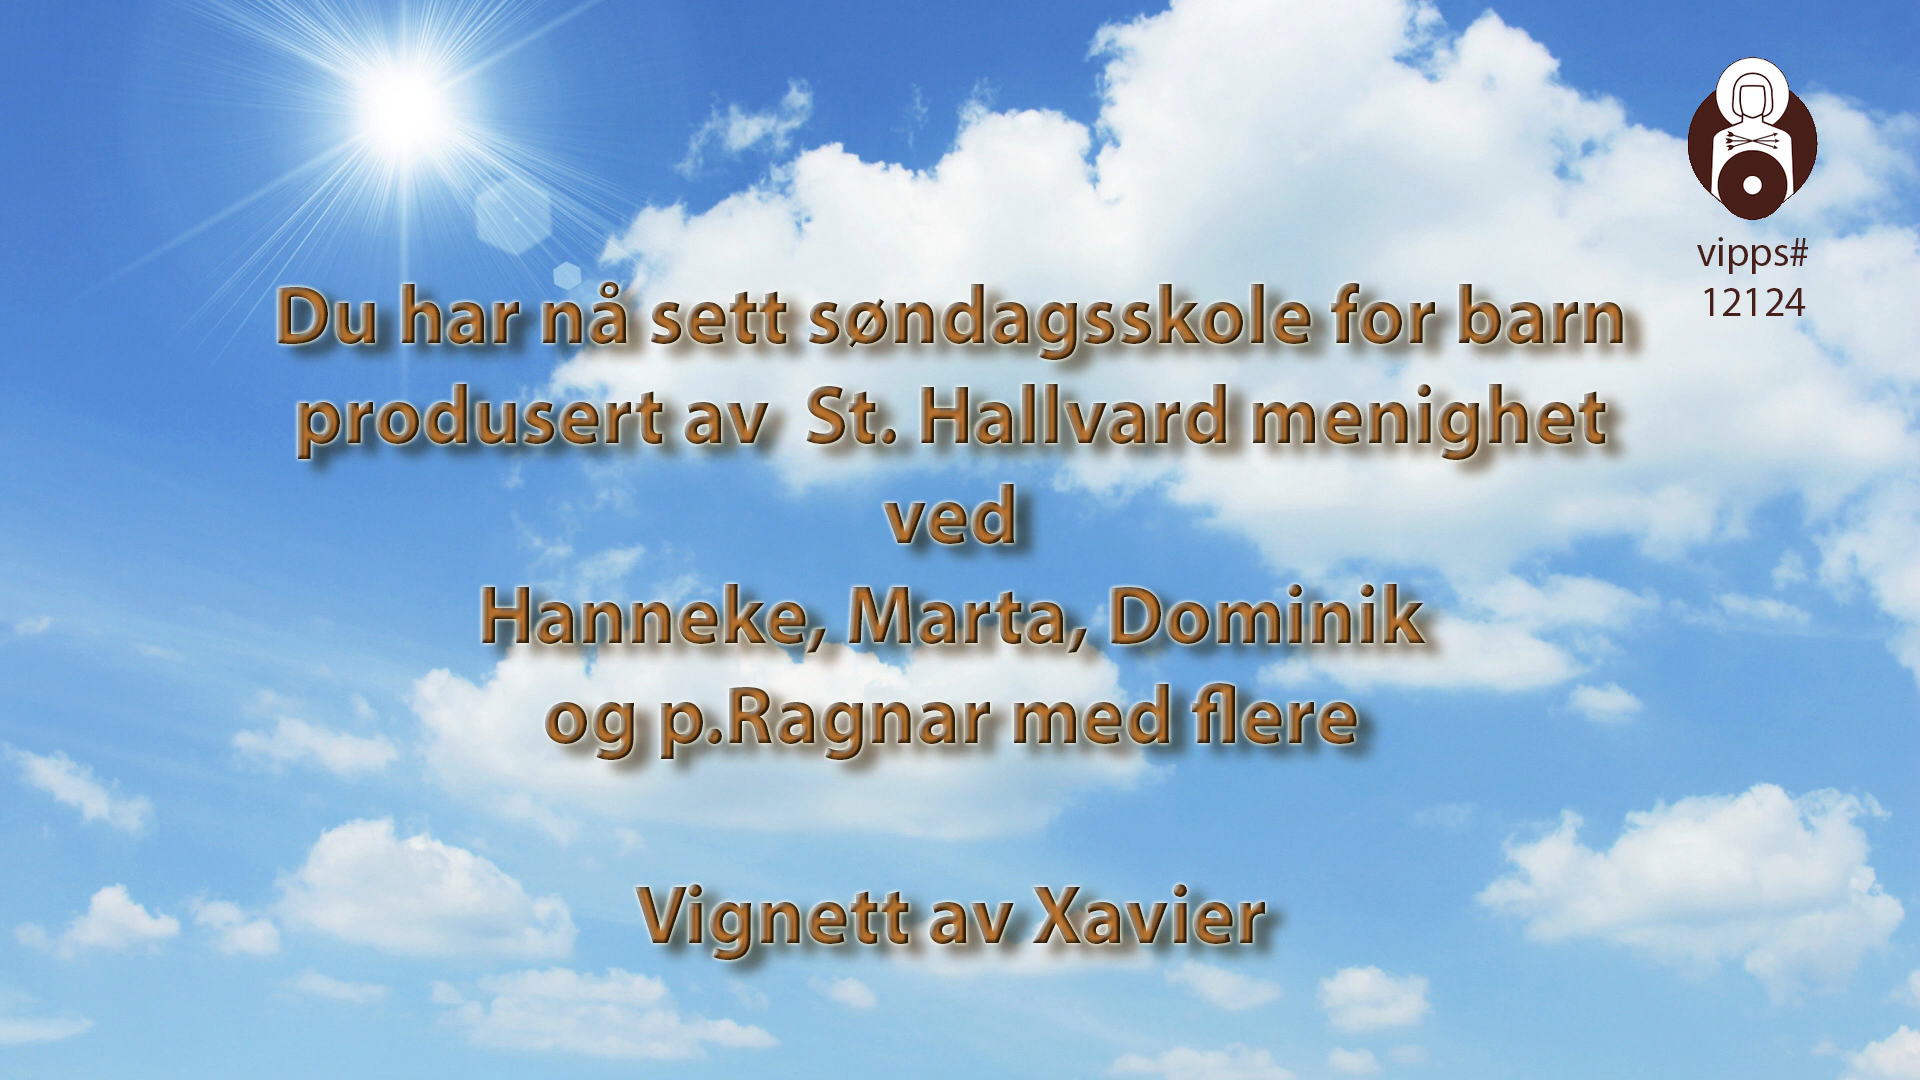 vipps#
12124
Du har nå sett søndagsskole for barn
produsert av  St. Hallvard menighet
ved
Hanneke, Marta, Dominik
og p.Ragnar med flere
Vignett av Xavier